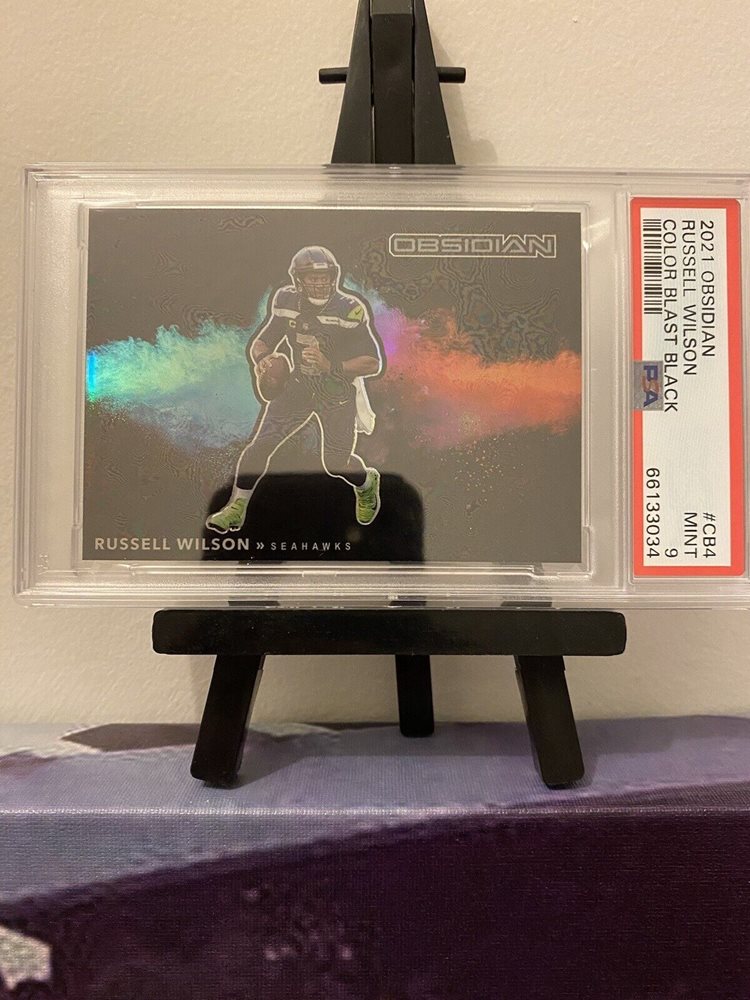 OBSIDIAN
RUSSELL WILSON » SEAHAWKS
2021 OBSIDIAN #CB4
RUSSELL WILSON MINT
COLOR BLAST BLACK 9
PSA 66133034